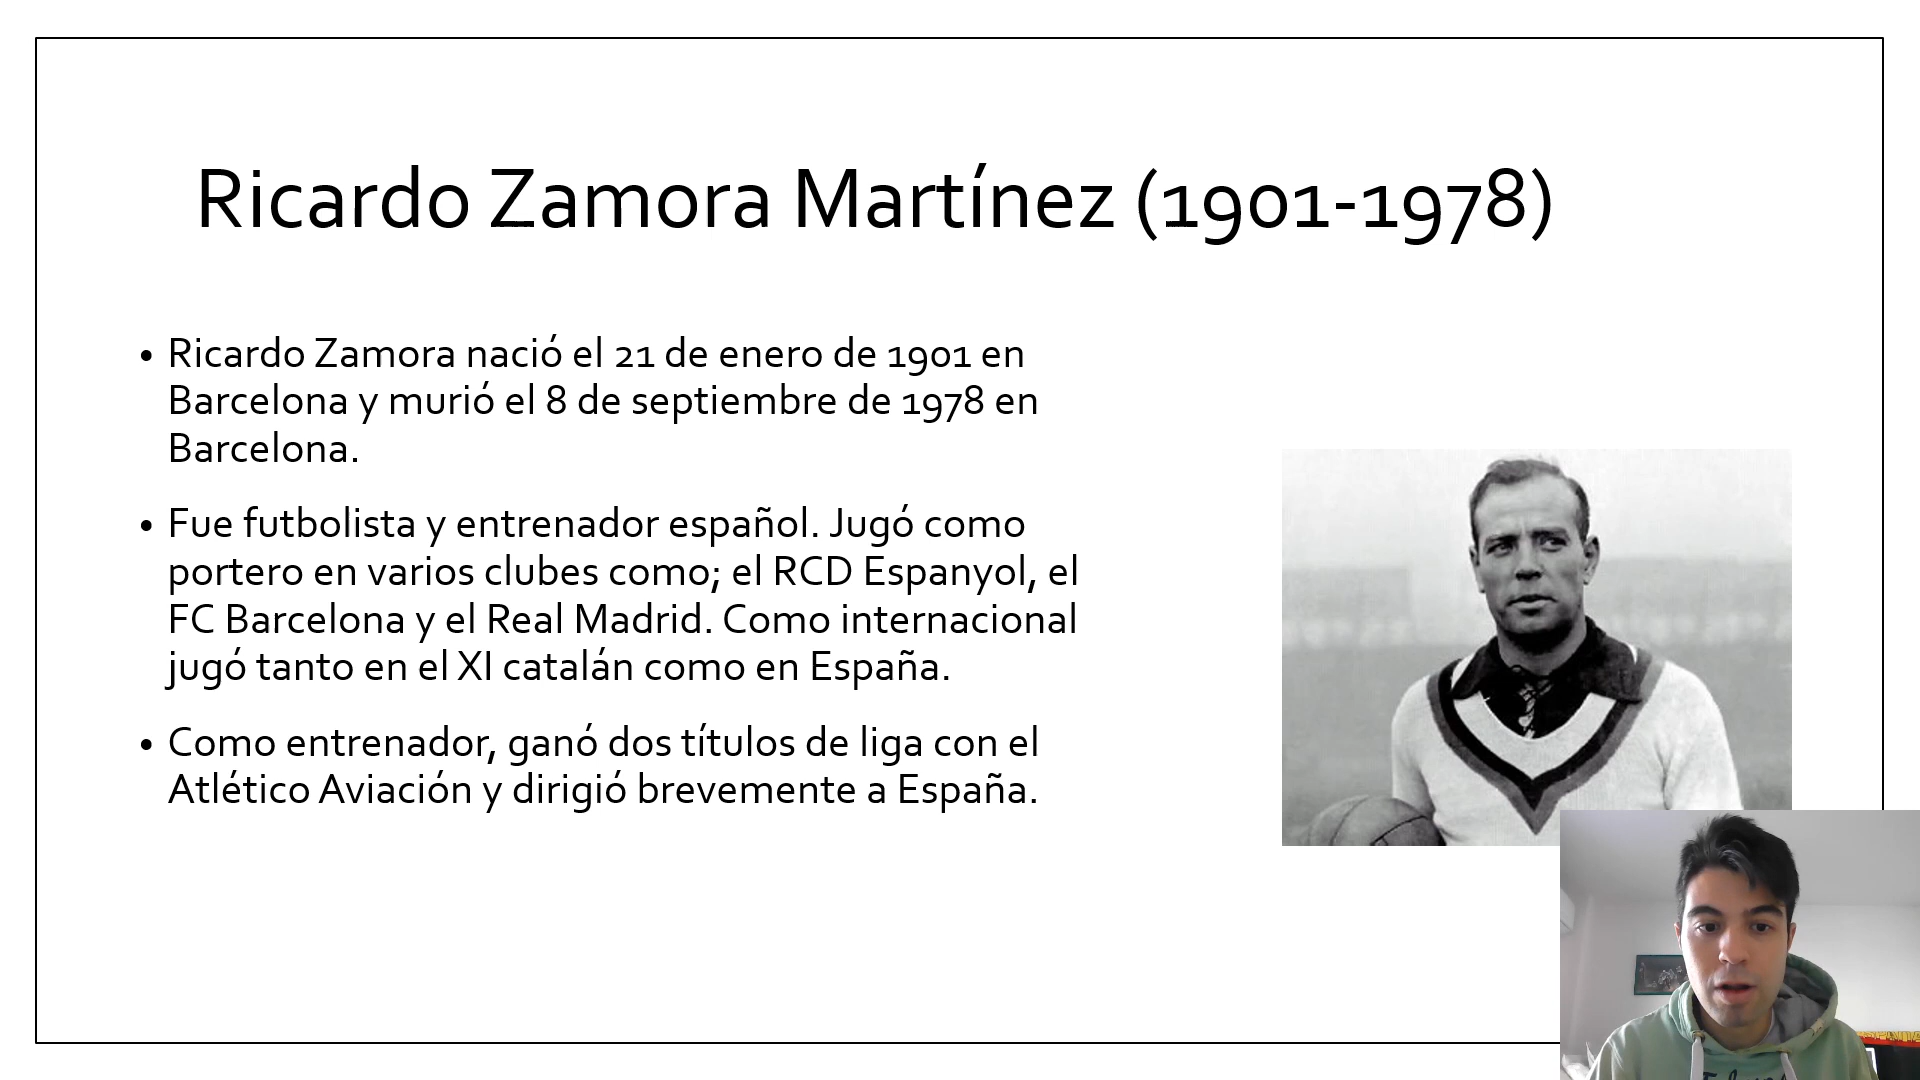 Ricardo Zamora Martínez (1901-1978)
• Ricardo Zamora nació el 21 de enero de 1901 en
Barcelona y murió el 8 de septiembre de 1978 en
Barcelona.
• Fue futbolista y entrenador español. Jugó como
portero en varios clubes como; el RCD Espanyol, el
FC Barcelona y el Real Madrid. Como internacional
jugó tanto en el XI catalán como en España.
• Como entrenador, ganó dos títulos de liga con el
Atlético Aviación y dirigió brevemente a España.